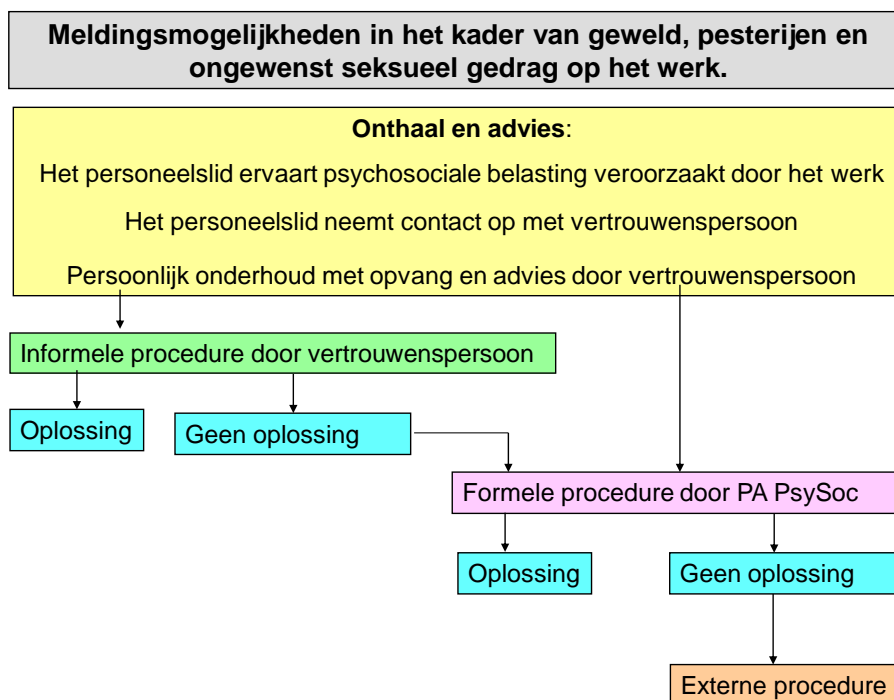 Meldingsmogelijkheden in het kader van geweld, pesterijen en
ongewenst seksueel gedrag op het werk.
Onthaal en advies:
Het personeelslid ervaart psychosociale belasting veroorzaakt door het werk
Het personeelslid neemt contact op met vertrouwenspersoon
Persoonlijk onderhoud met opvang en advies door vertrouwenspersoon
Informele procedure door vertrouwenspersoon
Oplossing
Geen oplossing
Formele procedure door PA PsySoc
Oplossing
Geen oplossing
Externe procedure